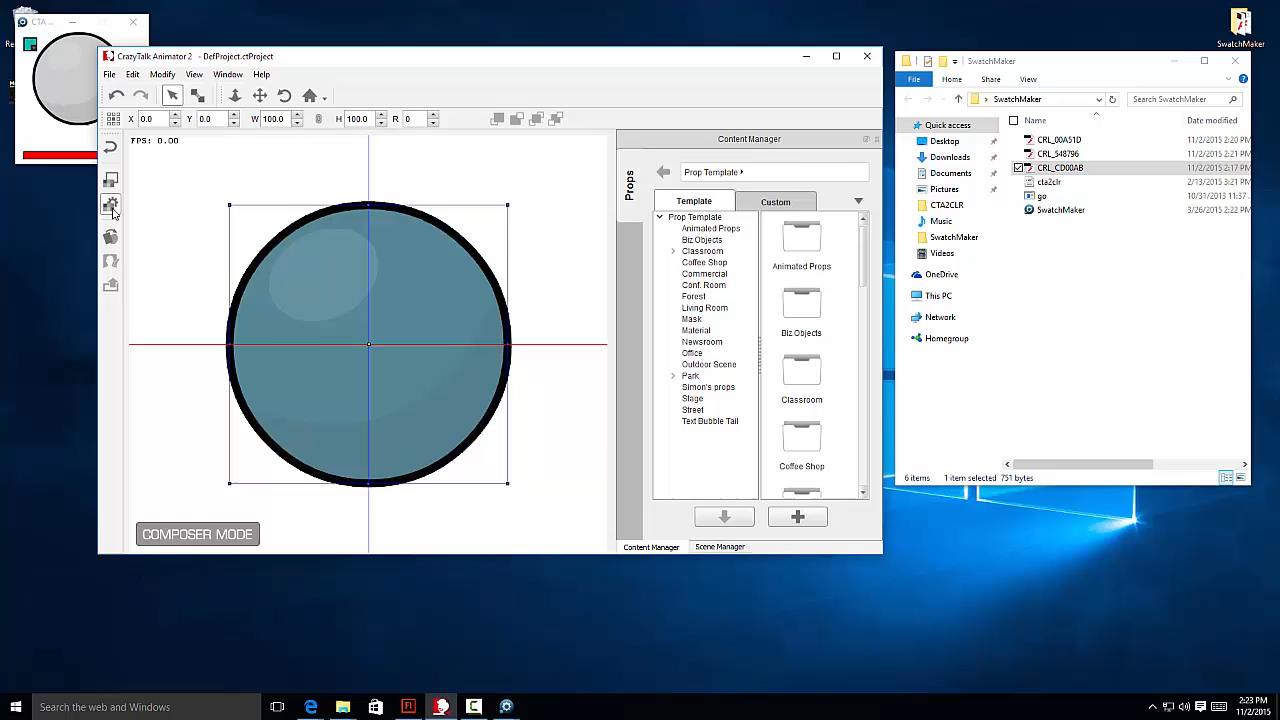 CTA
CrazyTalk Animator 2 - DefProject.ctProject
File Edit Modify View Window Help
X 0.0 Y 0.0 W 100.0 H 100.0 R 0
FPS: 0.00
COMPOSER MODE
Content Manager
Props
Prop Template
Template Custom
Prop Template
Animated Props
Biz Objects
Classroom
Coffee Shop
Commercial
Conf. Room
Forest
Living Room
Mask
Material
Newsroom
Office
Outdoor Scene
Park
Simon's props
Stage
Street
Text Bubble Tail
Animated Props
Biz Objects
Classroom
Coffee Shop
Content Manager Scene Manager
SwatchMaker
File Home Share View
SwatchMaker
Search SwatchMaker
Quick access
Desktop
Downloads
Documents
Pictures
CTA2CLR
Music
SwatchMaker
Videos
OneDrive
This PC
Network
Homegroup
Name Date modified
CRL_00A51D 11/2/2015 2:20 PM
CRL_548796 11/2/2015 2:23 PM
CRL_CD00AB 11/2/2015 2:17 PM
cta2clr 2/13/2015 3:21 PM
go 10/31/2013 11:37
SwatchMaker 3/26/2015 2:22 PM
6 items 1 item selected 751 bytes
SwatchMaker
Search the web and Windows
2:23 PM
11/2/2015